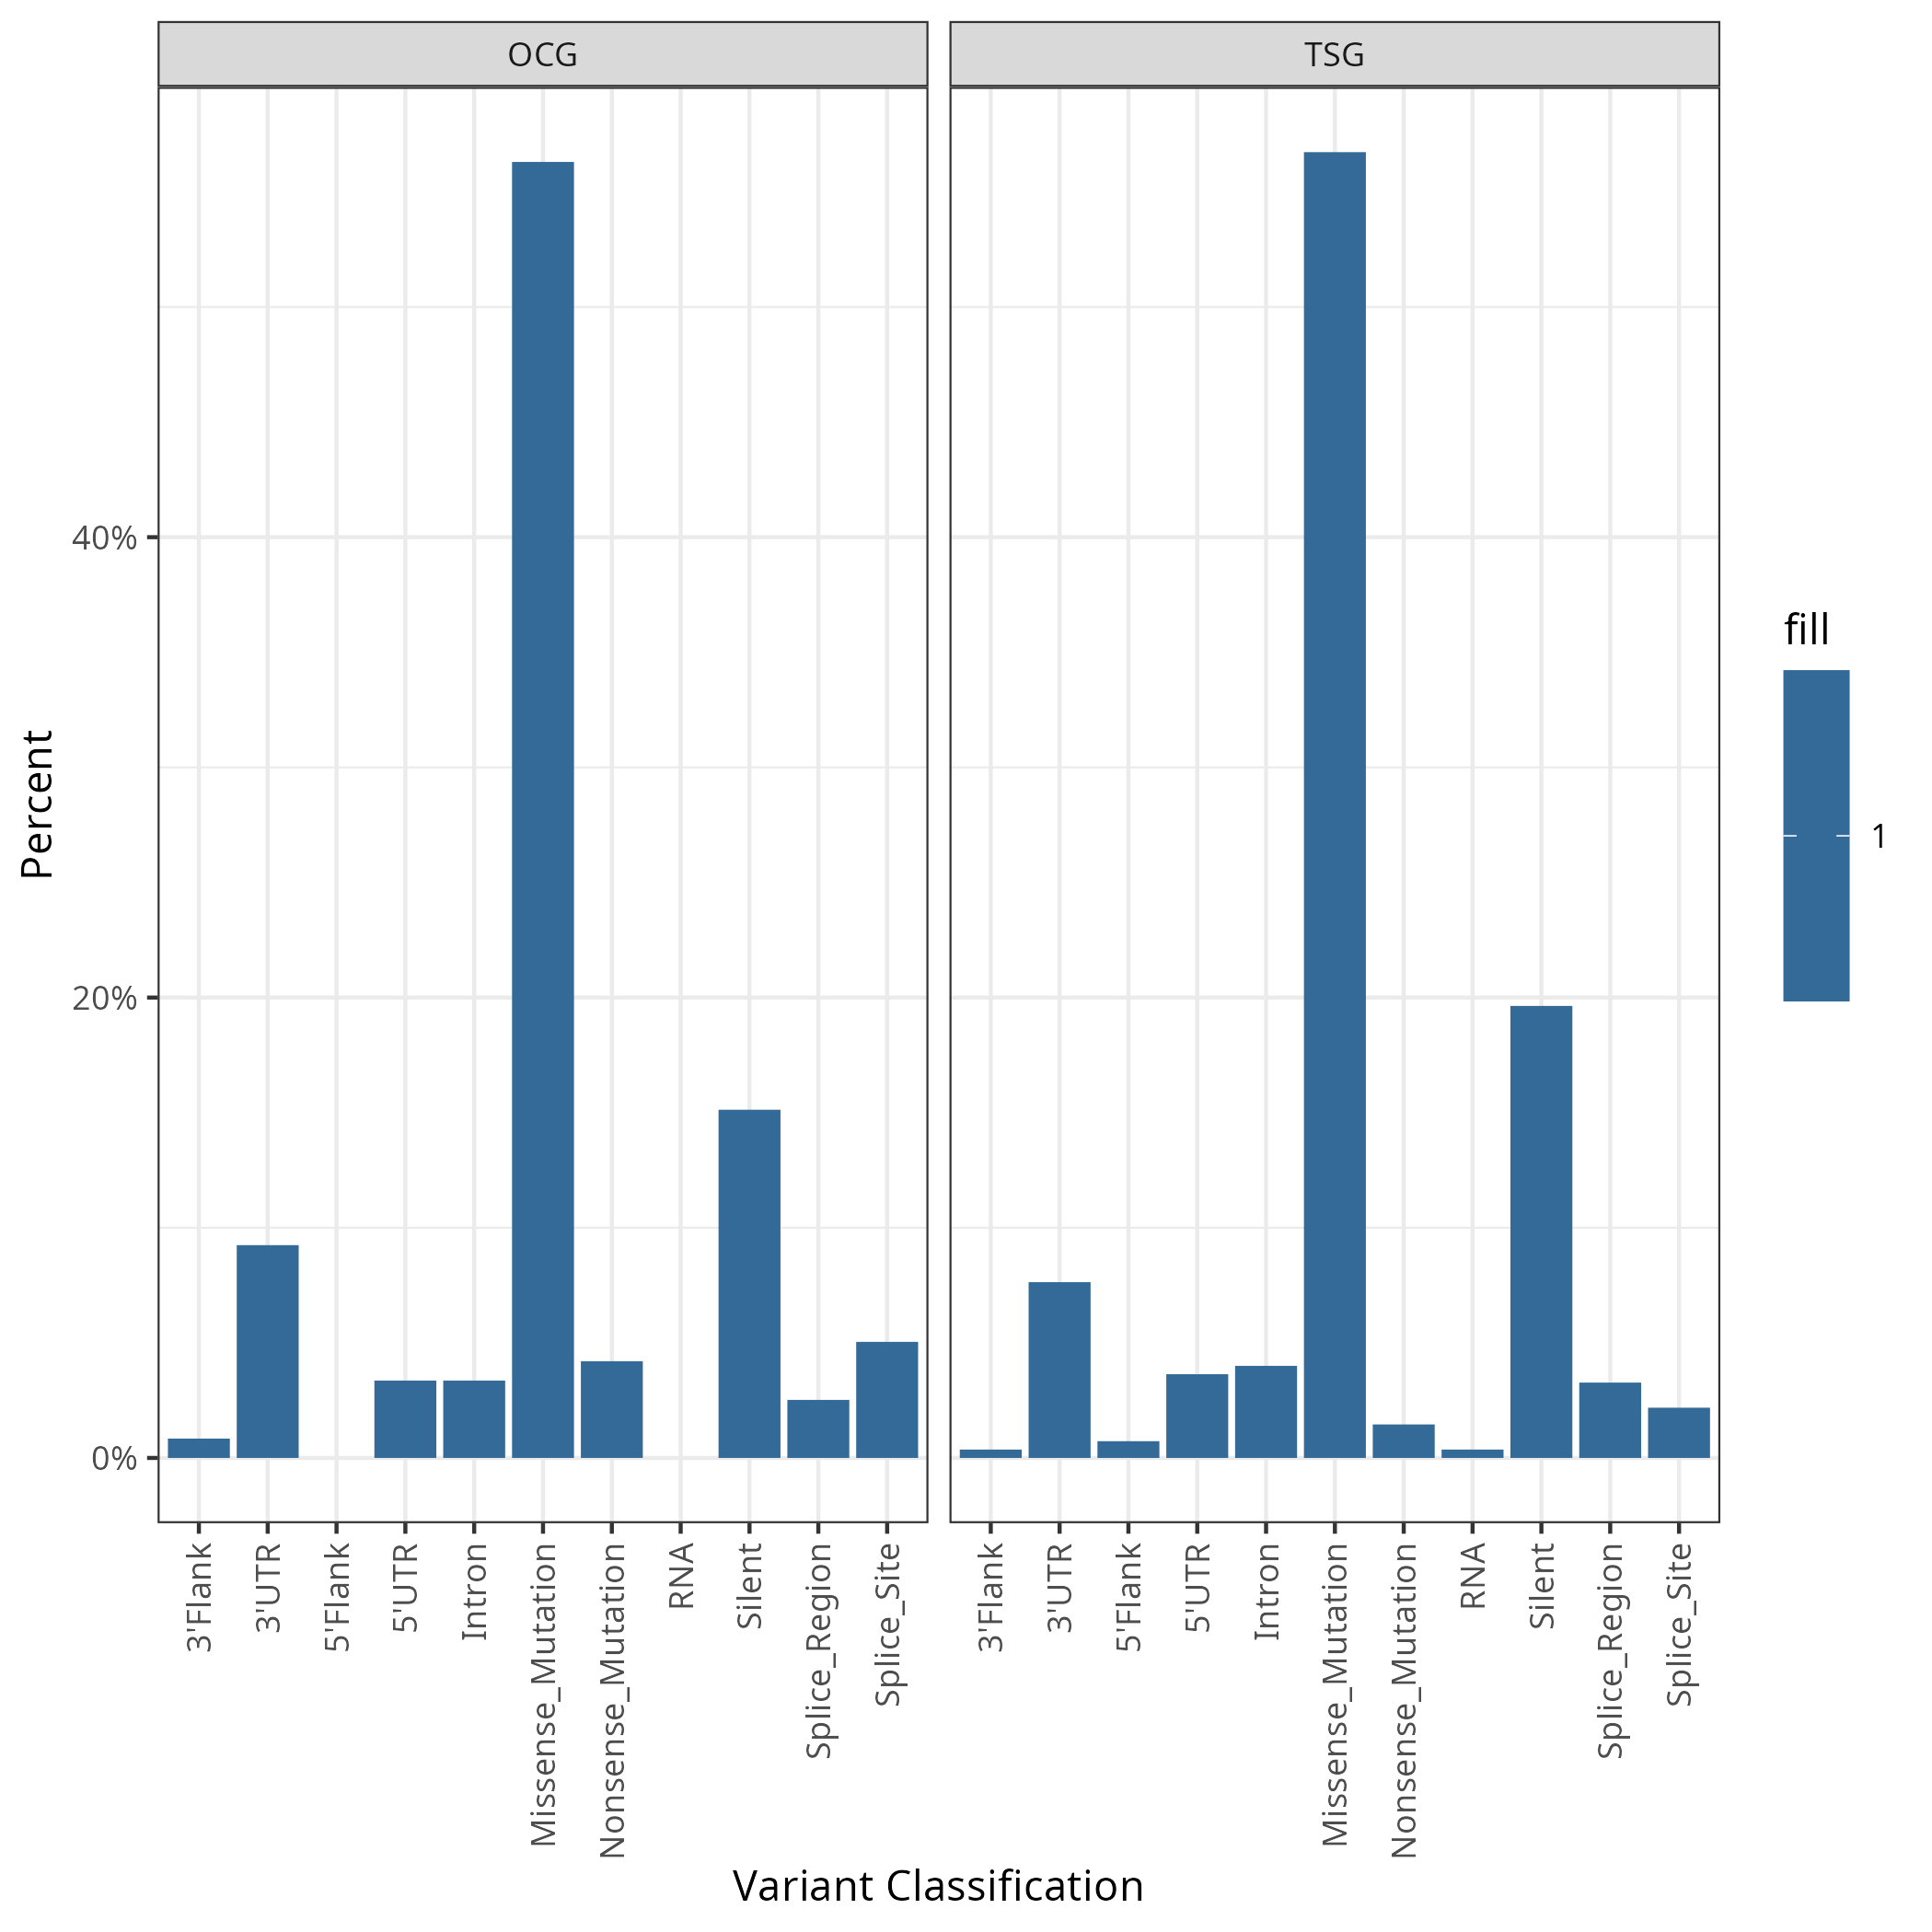 OCG
TSG
Percent
40%
20%
0%
fill
1
3'Flank
3'UTR
5'Flank
5'UTR
Intron
Missense_Mutation
Nonsense_Mutation
RNA
Silent
Splice_Region
Splice_Site
3'Flank
3'UTR
5'Flank
5'UTR
Intron
Missense_Mutation
Nonsense_Mutation
RNA
Silent
Splice_Region
Splice_Site
Variant Classification